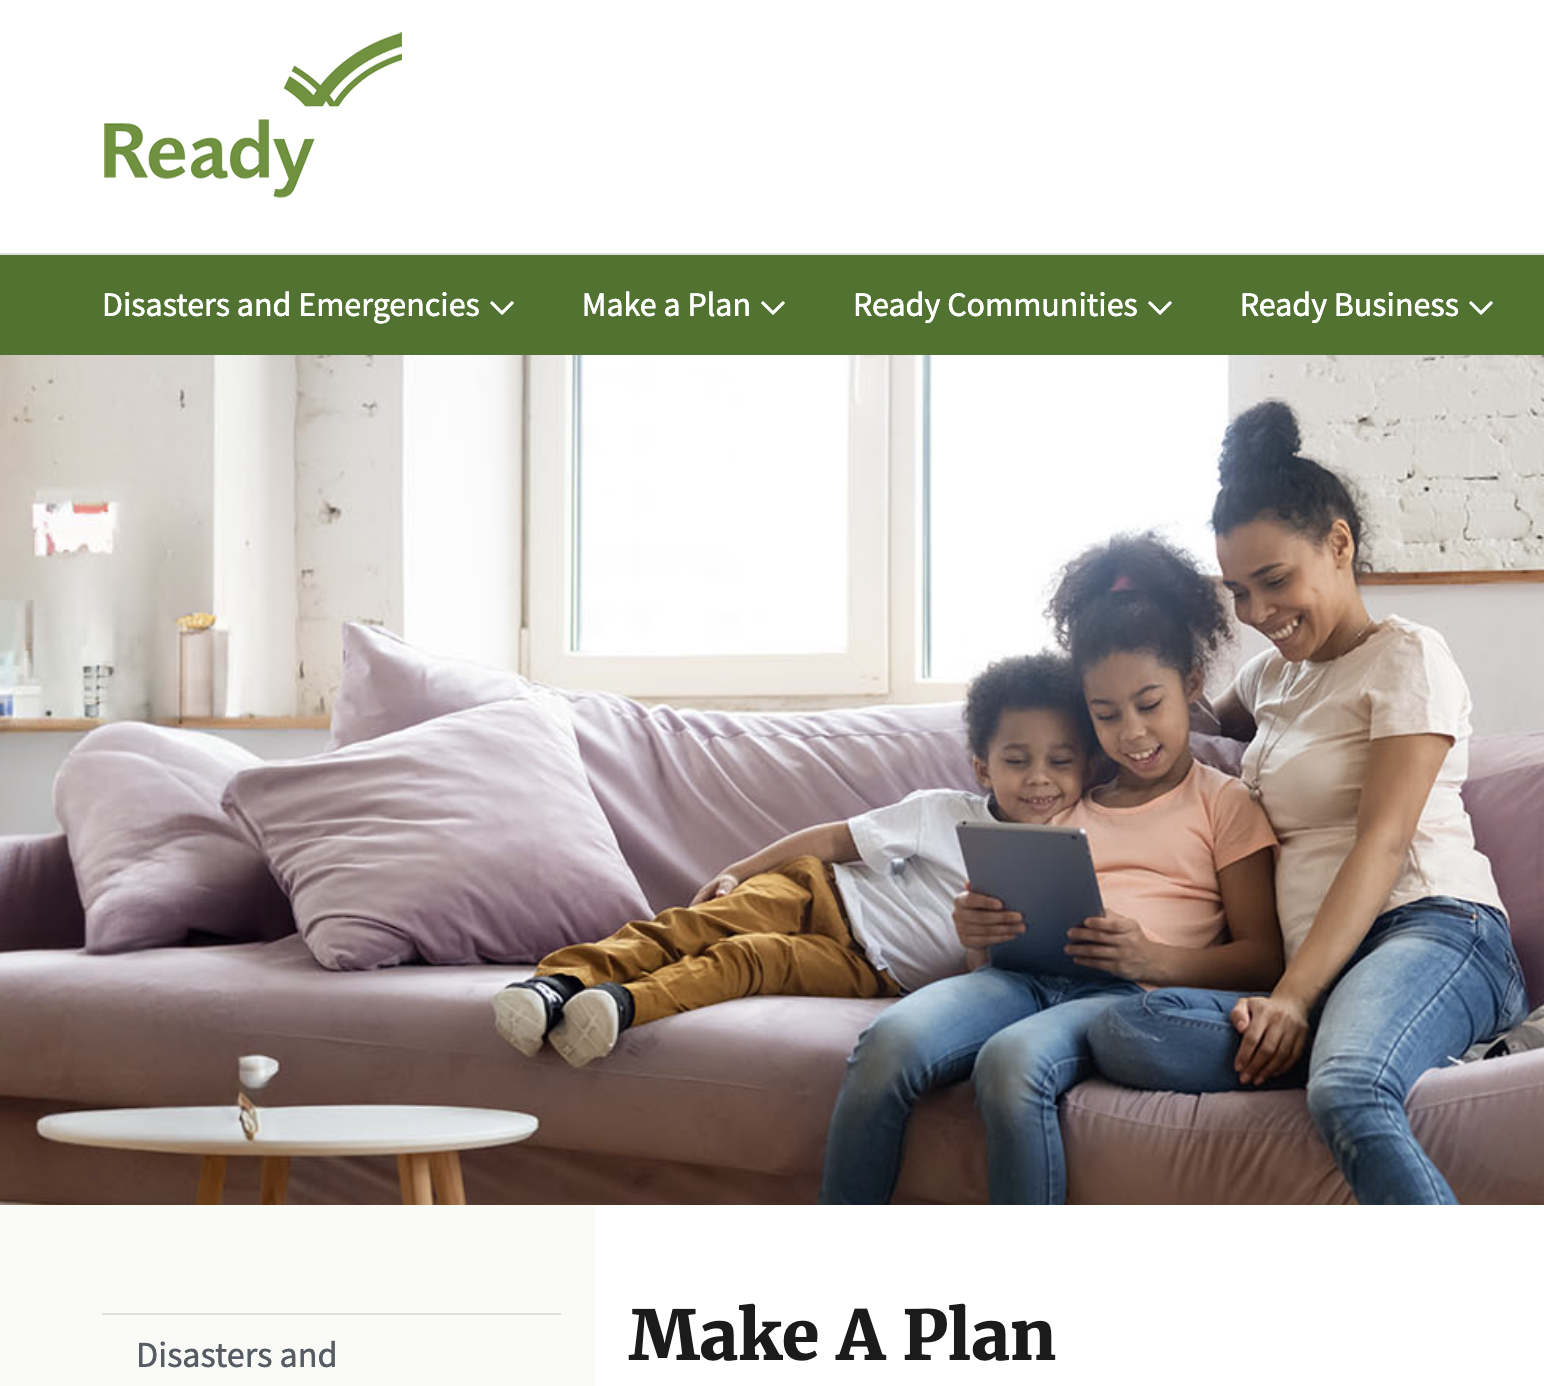 Ready
Disasters and Emergencies
Make a Plan
Ready Communities
Ready Business
Make A Plan
Disasters and